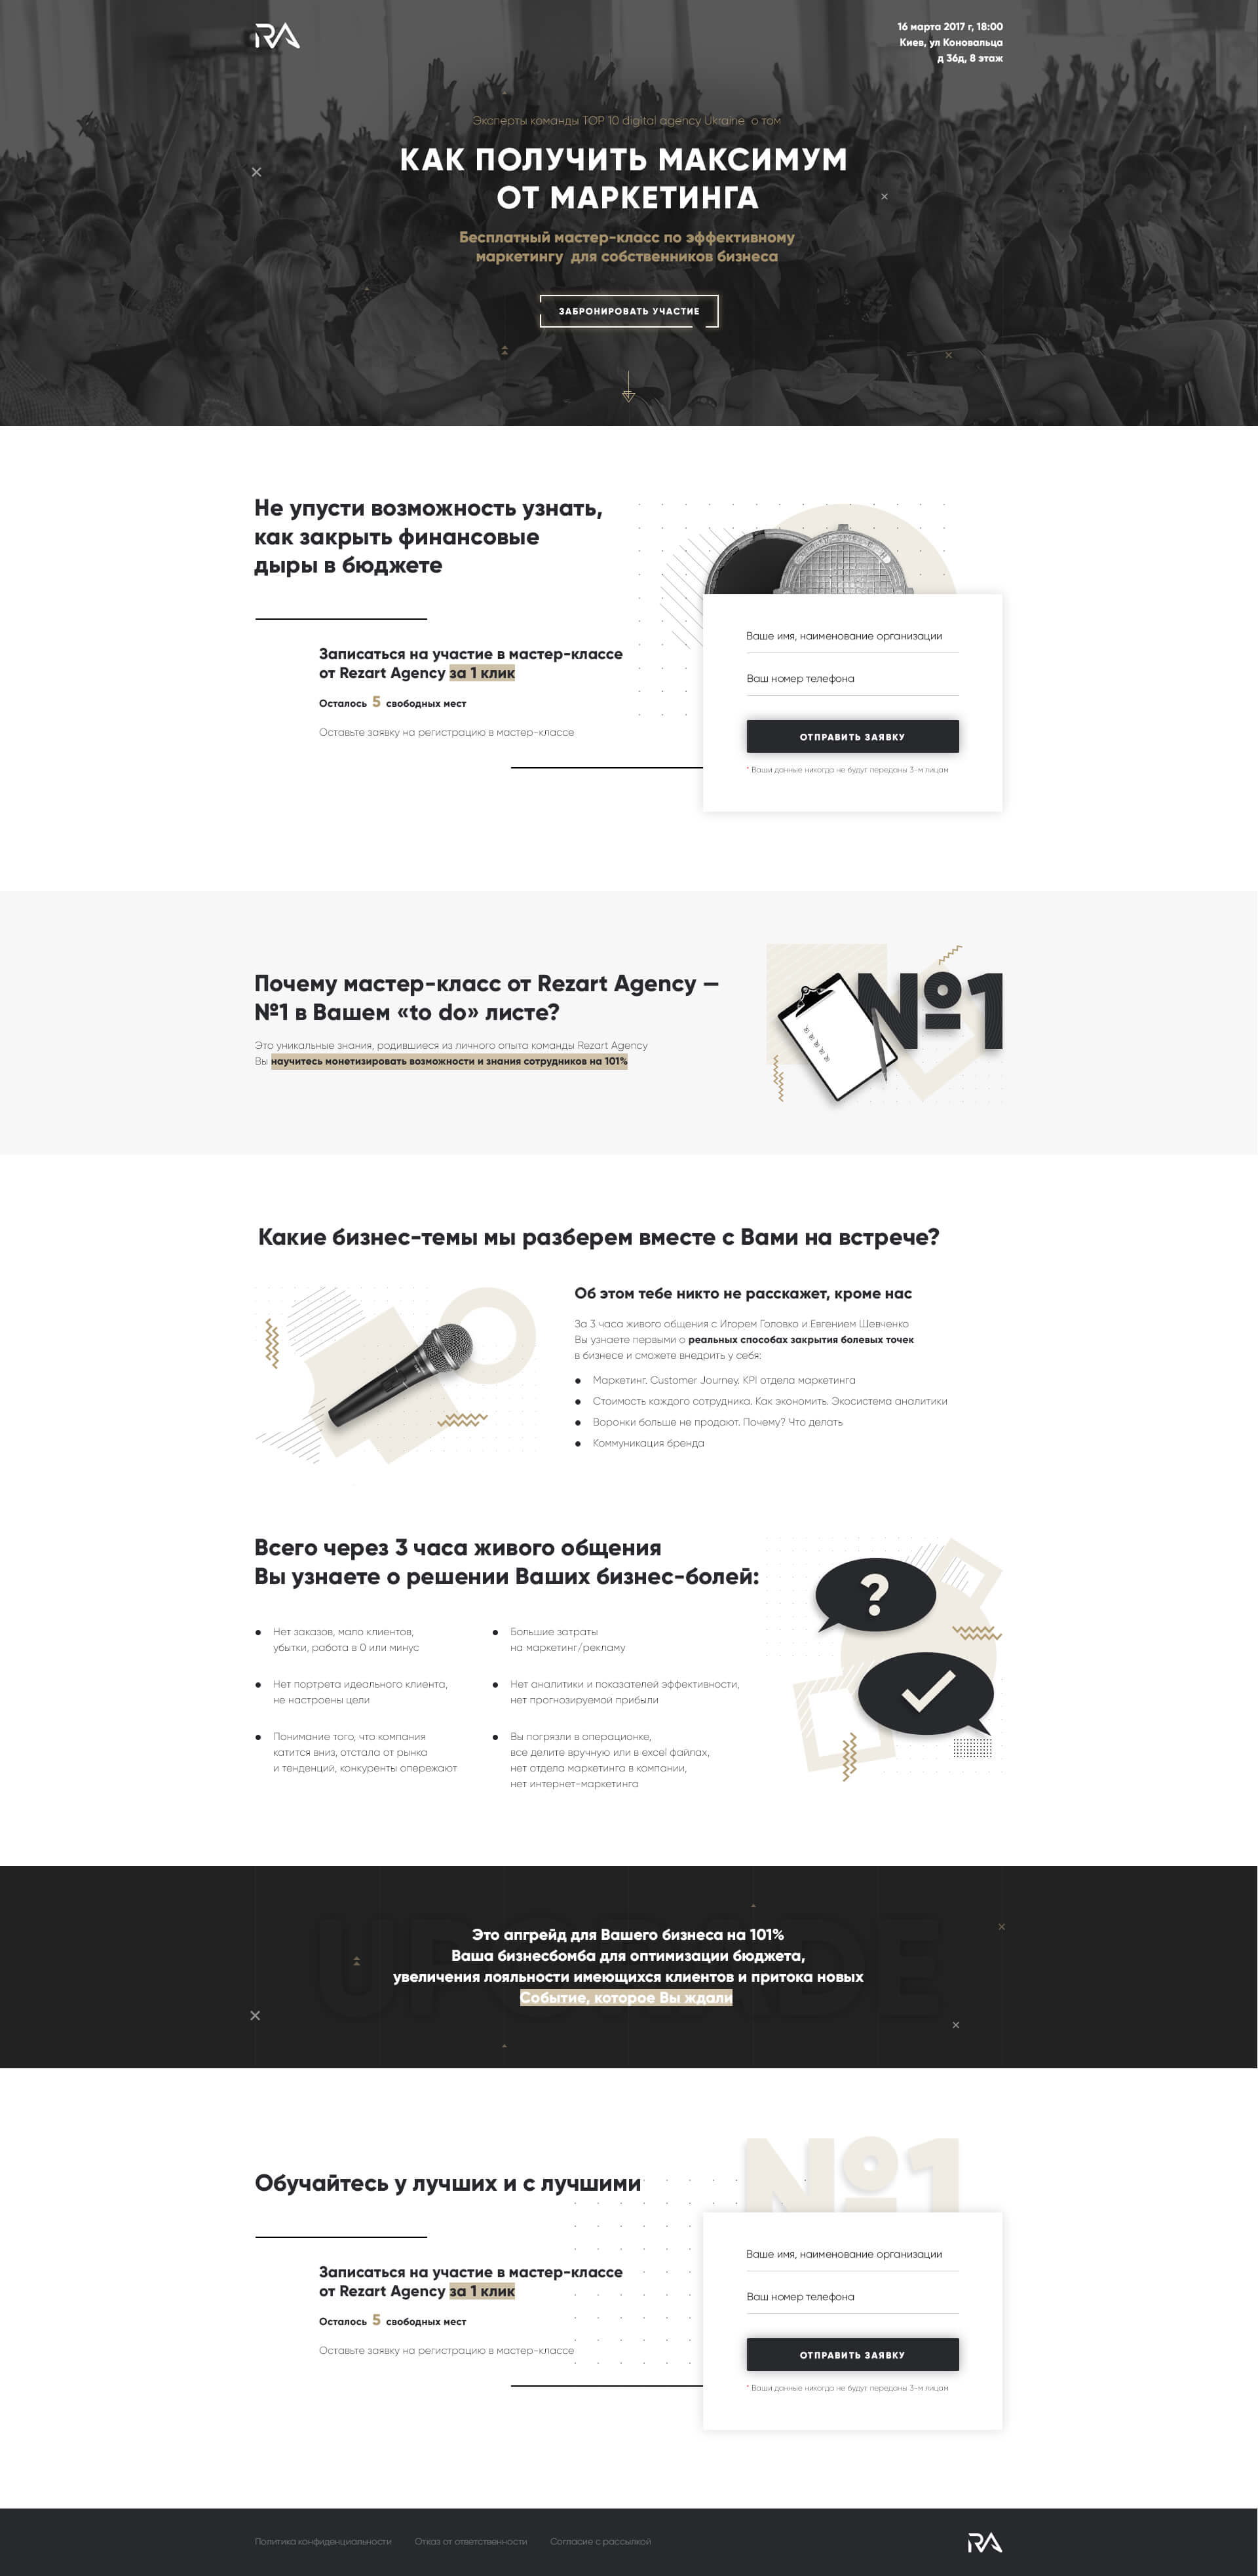 RA
16 марта 2017 г, 18:00
Киев, ул Коновальца
д 36д, 8 этаж
Эксперты команды TOP 10 digital agency Ukraine о том
КАК ПОЛУЧИТЬ МАКСИМУМ
ОТ МАРКЕТИНГА
Бесплатный мастер-класс по эффективному
маркетингу для собственников бизнеса
ЗАБРОНИРОВАТЬ УЧАСТИЕ
Не упусти возможность узнать,
как закрыть финансовые
дыры в бюджете
Записаться на участие в мастер-классе
от Rezart Agency за 1 клик
Осталось 5 свободных мест
Оставьте заявку на регистрацию в мастер-классе
Ваше имя, наименование организации
Ваш номер телефона
ОТПРАВИТЬ ЗАЯВКУ
* Ваши данные никогда не будут переданы 3-м лицам
Почему мастер-класс от Rezart Agency —
№1 в Вашем «to do» листе?
Это уникальные знания, родившиеся из личного опыта команды Rezart Agency
Вы научитесь монетизировать возможности и знания сотрудников на 101%
№1
Какие бизнес-темы мы разберем вместе с Вами на встрече?
Об этом тебе никто не расскажет, кроме нас
За 3 часа живого общения с Игорем Головко и Евгением Шевченко
Вы узнаете первыми о реальных способах закрытия болевых точек
в бизнесе и сможете внедрить у себя:
Маркетинг. Customer Journey. KPI отдела маркетинга
Стоимость каждого сотрудника. Как экономить. Экосистема аналитики
Воронки больше не продают. Почему? Что делать
Коммуникация бренда
Всего через 3 часа живого общения
Вы узнаете о решении Ваших бизнес-болей:
Нет заказов, мало клиентов,
убытки, работа в 0 или минус
Большие затраты
на маркетинг/рекламу
Нет портрета идеального клиента,
не настроены цели
Нет аналитики и показателей эффективности,
нет прогнозируемой прибыли
Понимание того, что компания
катится вниз, отстала от рынка
и тенденций, конкуренты опережают
Вы погрязли в операционке,
все делите вручную или в excel файлах,
нет отдела маркетинга в компании,
нет интернет-маркетинга
?
UPGRADE
Это апгрейд для Вашего бизнеса на 101%
Ваша бизнесбомба для оптимизации бюджета,
увеличения лояльности имеющихся клиентов и притока новых
Событие, которое Вы ждали
№1
Обучайтесь у лучших и с лучшими
Записаться на участие в мастер-классе
от Rezart Agency за 1 клик
Осталось 5 свободных мест
Оставьте заявку на регистрацию в мастер-классе
Ваше имя, наименование организации
Ваш номер телефона
ОТПРАВИТЬ ЗАЯВКУ
* Ваши данные никогда не будут переданы 3-м лицам
Политика конфиденциальности
Отказ от ответственности
Согласие с рассылкой
RA